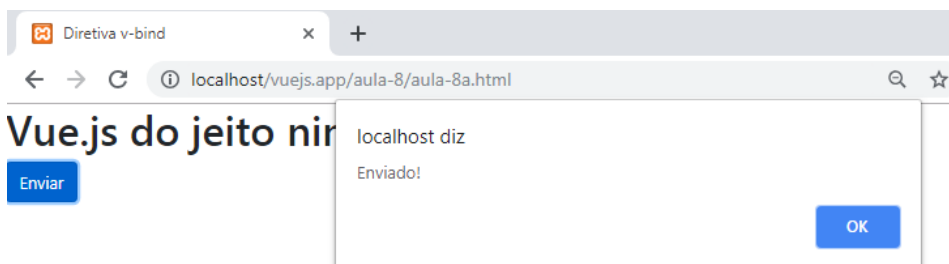 Diretiva v-bind
localhost/vuejs.app/aula-8/aula-8a.html
Vue.js do jeito nin
localhost diz
Enviar
Enviado!
OK